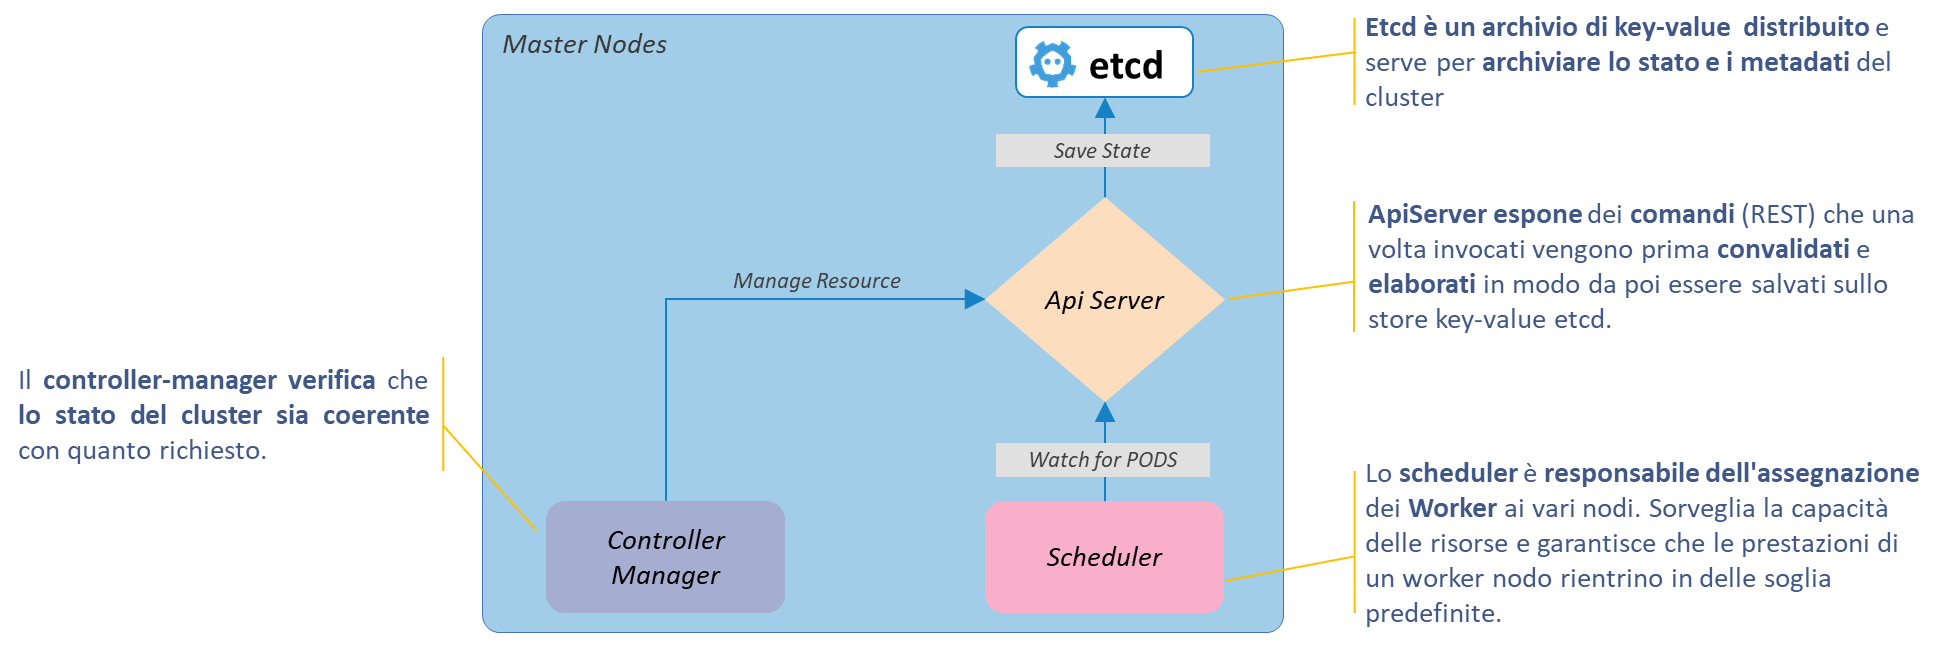 Master Nodes
etcd
Save State
Manage Resource
Api Server
Watch for PODS
Controller
Manager
Scheduler
Etcd è un archivio di key-value distribuito e
serve per archiviare lo stato e i metadati del
cluster
ApiServer espone dei comandi (REST) che una
volta invocati vengono prima convalidati e
elaborati in modo da poi essere salvati sullo
store key-value etcd.
Il controller-manager verifica che
lo stato del cluster sia coerente
con quanto richiesto.
Lo scheduler è responsabile dell'assegnazione
dei Worker ai vari nodi. Sorveglia la capacità
delle risorse e garantisce che le prestazioni di
un worker nodo rientrino in delle soglia
predefinite.